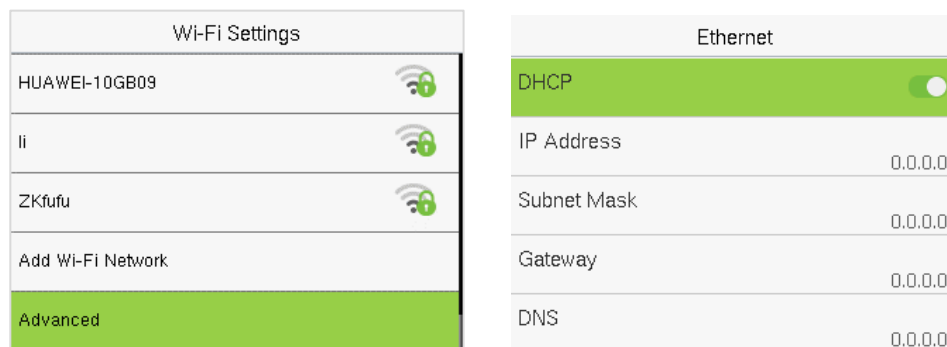 Wi-Fi Settings
HUAWEI-10GB09
li
ZKfufu
Add Wi-Fi Network
Advanced
Ethernet
DHCP
IP Address
0.0.0.0
Subnet Mask
0.0.0.0
Gateway
0.0.0.0
DNS
0.0.0.0